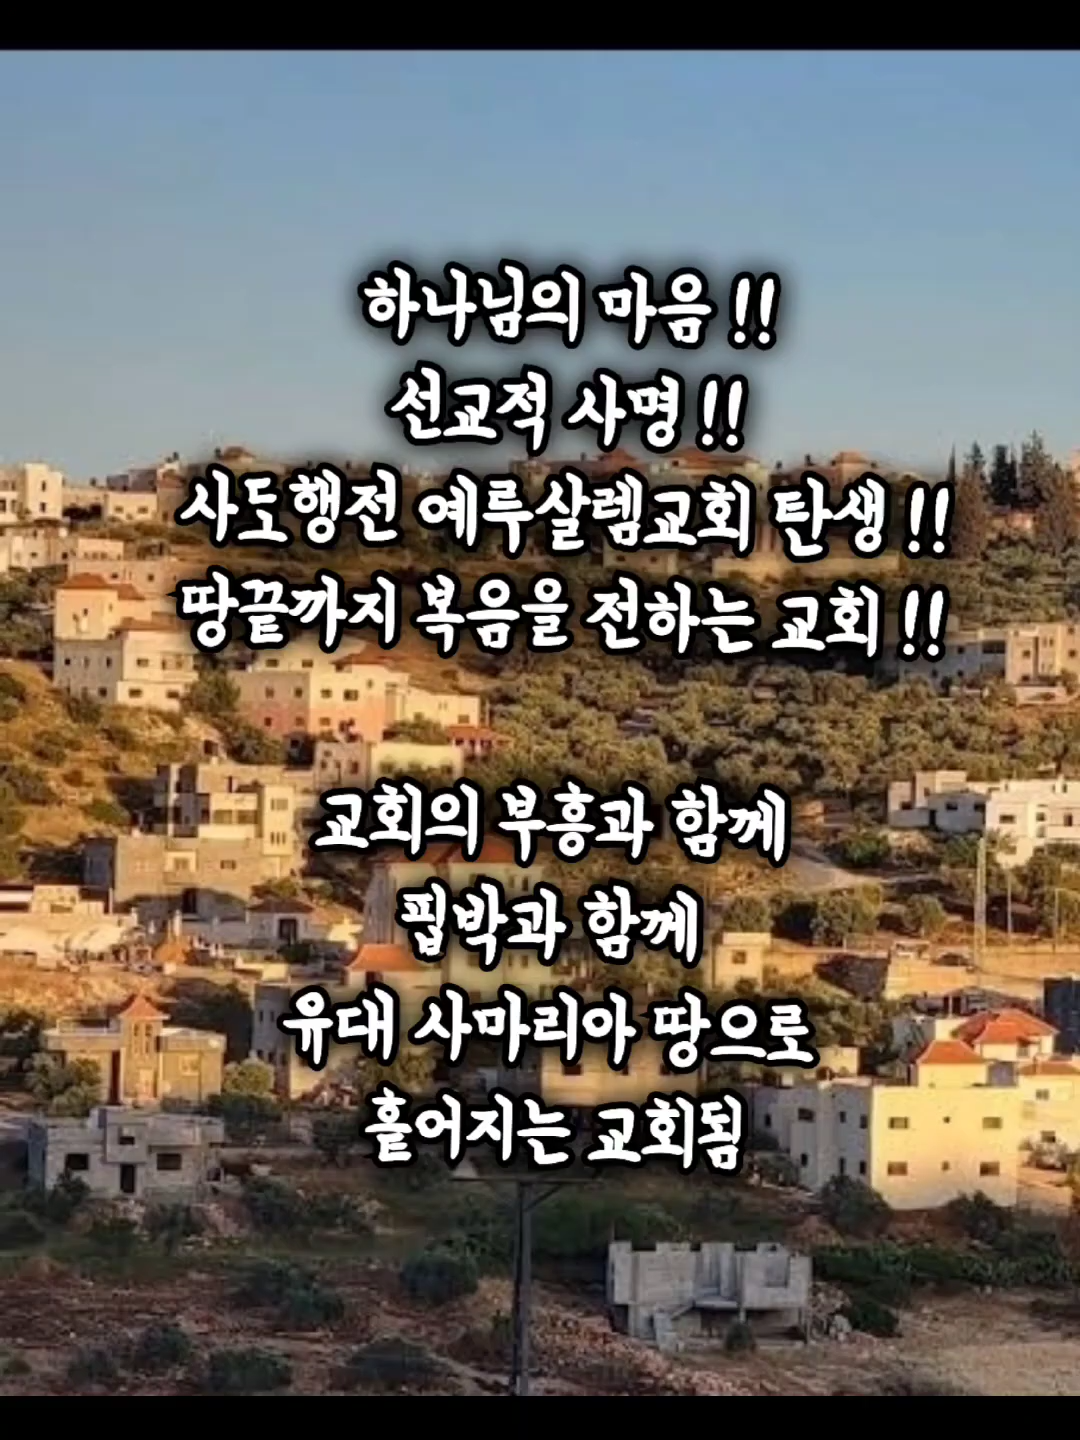 하나님의 마음 !!
선교적 사명 !!
사도행전 예루살렘교회 탄생 !!
땅끝까지 복음을 전하는 교회 !!
교회의 부흥과 함께
핍박과 함께
유대 사마리아 땅으로
흩어지는 교회됨